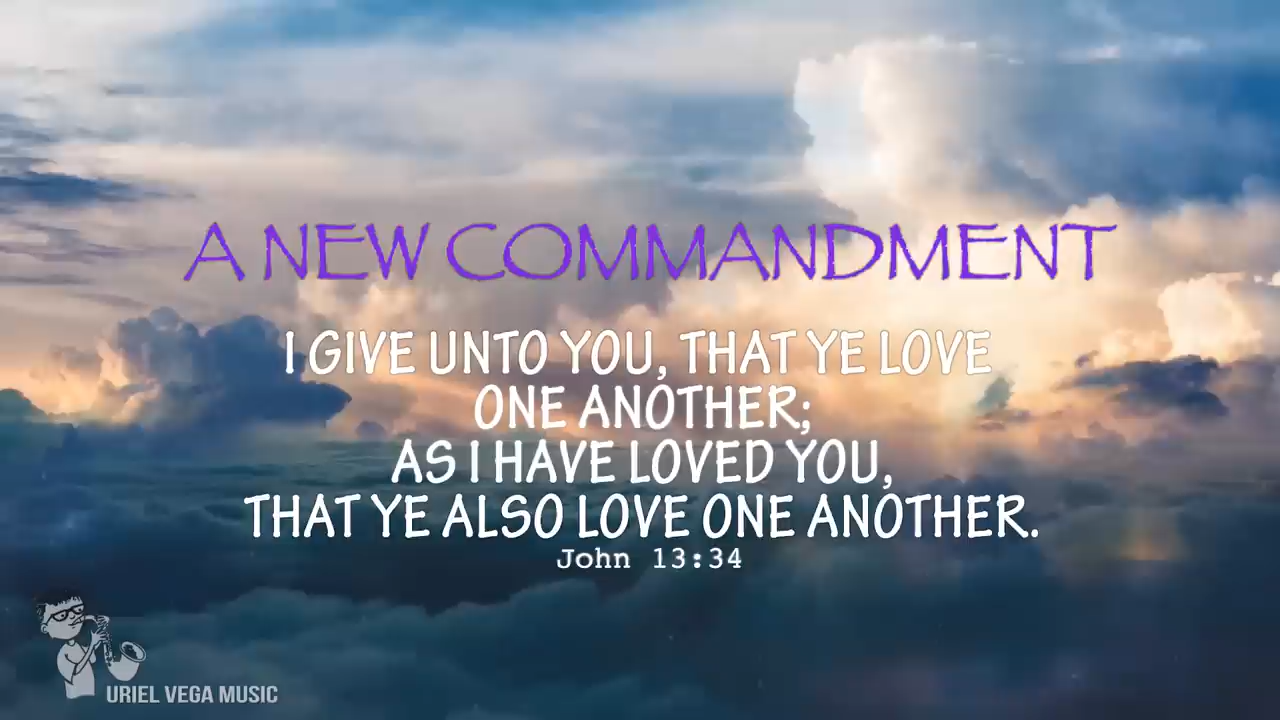 A NEW COMMANDMENT
I GIVE UNTO YOU, THAT YE LOVE
ONE ANOTHER;
AS I HAVE LOVED YOU,
THAT YE ALSO LOVE ONE ANOTHER.
John 13:34
URIEL VEGA MUSIC